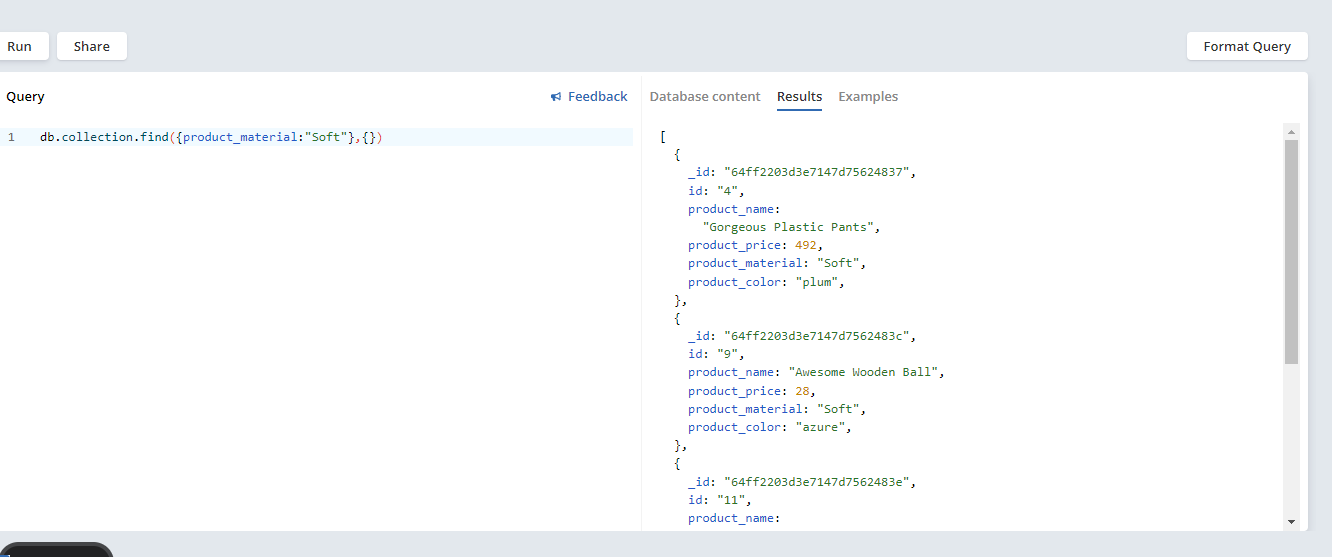 Run
Share
Format Query
Query
Feedback
Database content
Results
Examples
1 db.collection.find({product_material:"Soft"},{})
[
{
_id: "64ff2203d3e7147d75624837",
id: "4",
product_name:
"Gorgeous Plastic Pants",
product_price: 492,
product_material: "Soft",
product_color: "plum",
},
{
_id: "64ff2203d3e7147d7562483c",
id: "9",
product_name: "Awesome Wooden Ball",
product_price: 28,
product_material: "Soft",
product_color: "azure",
},
{
_id: "64ff2203d3e7147d7562483e",
id: "11",
product_name: